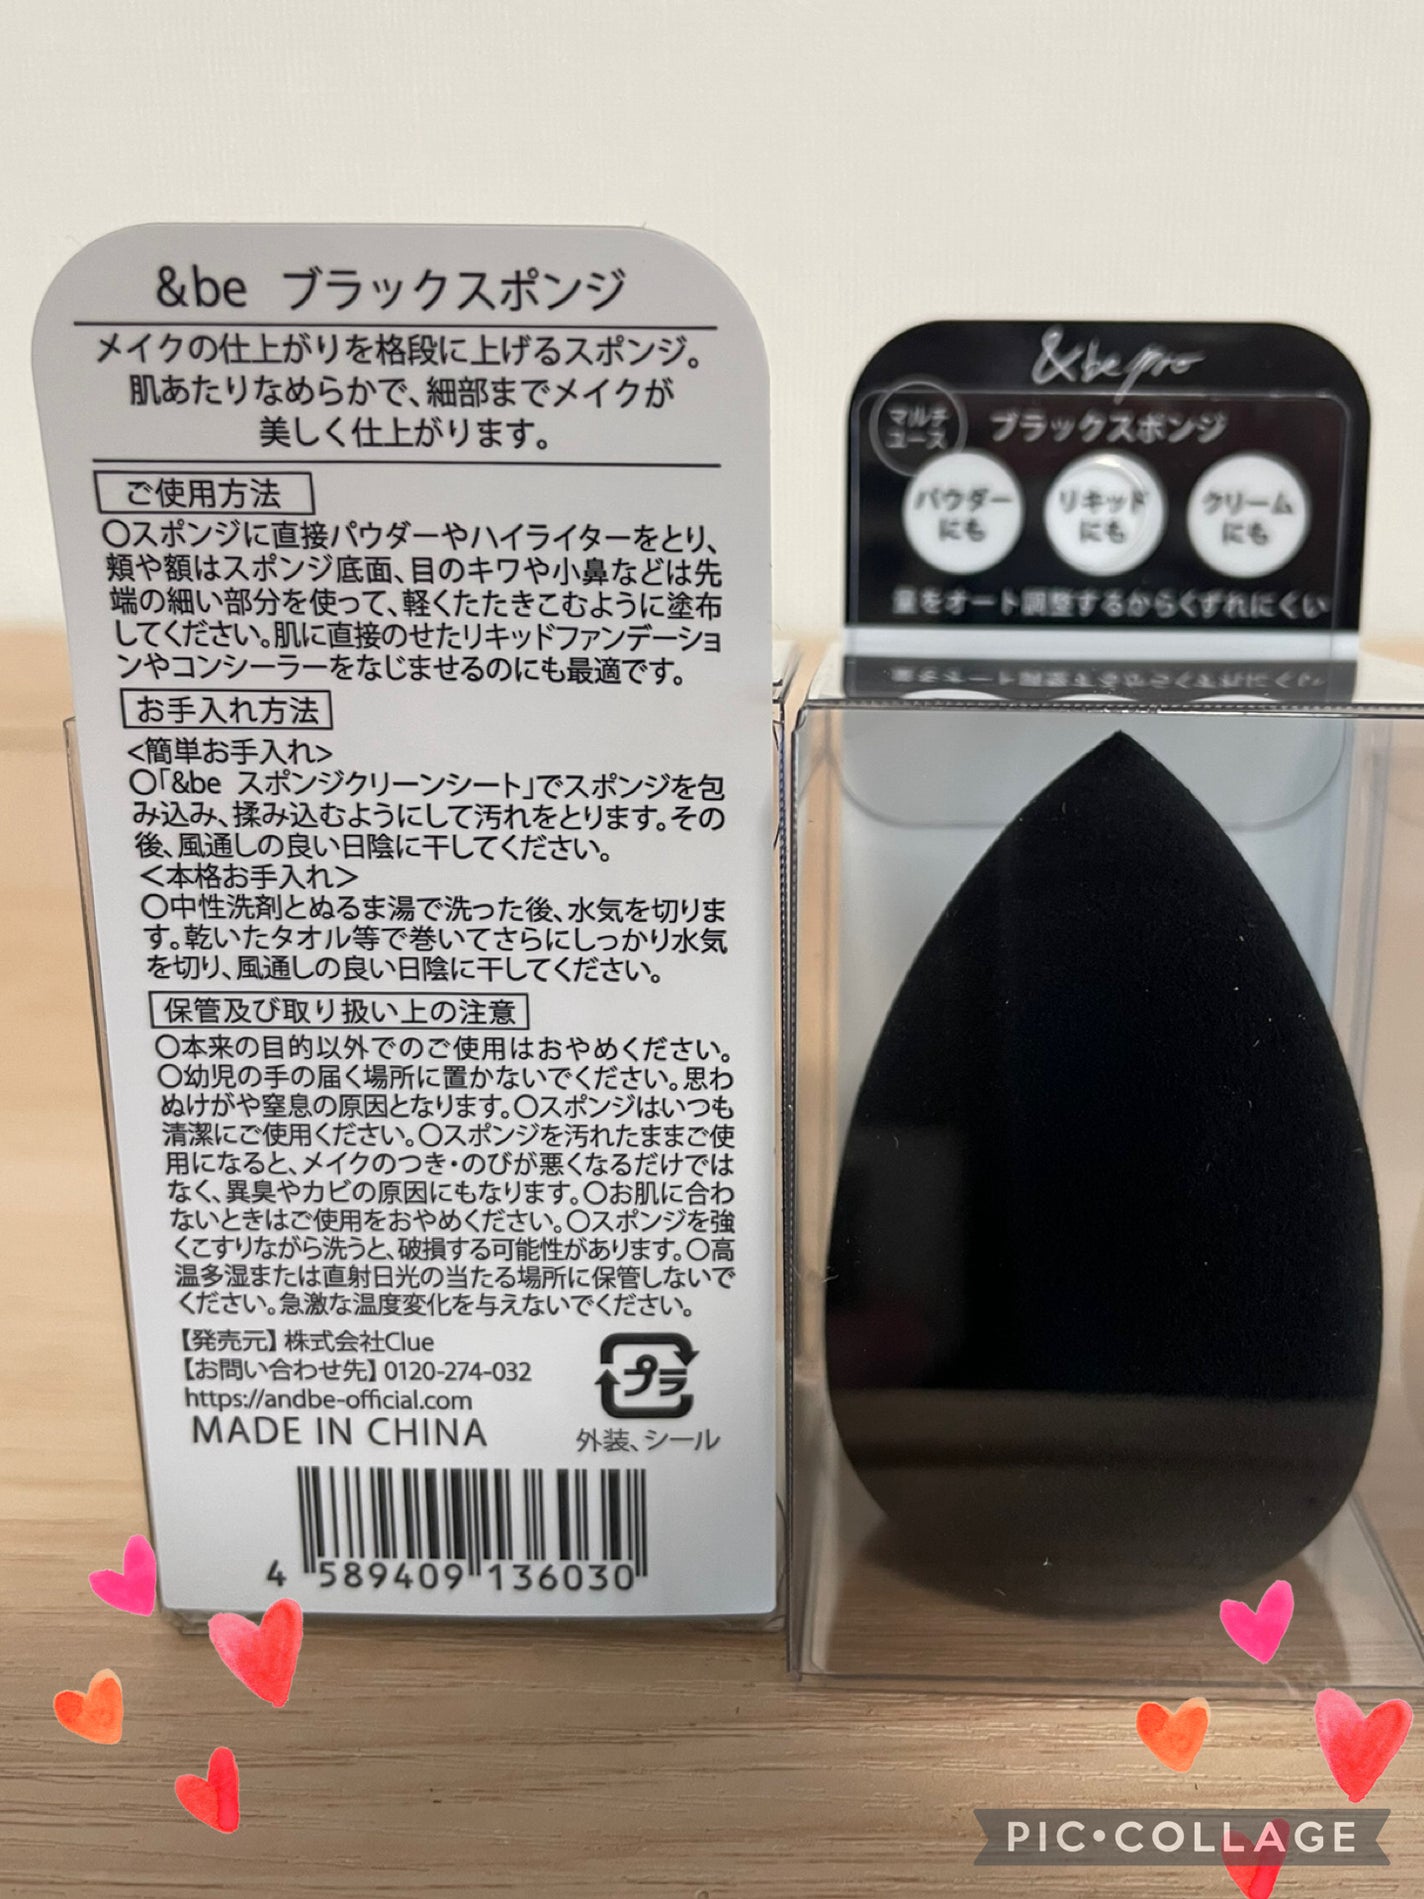 &be ブラックスポンジ
メイクの仕上がりを格段に上げるスポンジ。
肌あたりなめらかで、細部までメイクが
美しく仕上がります。
ご使用方法
○スポンジに直接パウダーやハイライターをとり、
頬や額はスポンジ底面、目のキワや小鼻などは先
端の細い部分を使って、軽くたたきこむように塗布
してください。肌に直接のせたリキッドファンデーショ
ンやコンシーラーをなじませるのにも最適です。
お手入れ方法
<簡単お手入れ>
○「&be スポンジクリーンシート」でスポンジを包
み込み、揉み込むようにして汚れをとります。その
後、風通しの良い日陰に干してください。
＜本格お手入れ＞
○中性洗剤とぬるま湯で洗った後、水気を切りま
す。乾いたタオル等で巻いてさらにしっかり水気
を切り、風通しの良い日陰に干してください。
保管及び取り扱い上の注意
○本来の目的以外でのご使用はおやめください。
○幼児の手の届く場所に置かないでください。思わ
ぬけがや窒息の原因となります。○スポンジはいつも
清潔にご使用ください。○スポンジを汚れたままご使
用になると、メイクのつき・のびが悪くなるだけでは
なく、異臭やカビの原因にもなります。○お肌に合わ
ないときはご使用をおやめください。○スポンジを強
くこすりながら洗うと、破損する可能性があります。○高
温多湿または直射日光の当たる場所に保管しないで
ください。急激な温度変化を与えないでください。
【発売元】株式会社Clue
【お問い合わせ先】0120-274-032
https://andbe-official.com
MADE IN CHINA
プラ
外装、シール
4 589409 136030
&be pro
マルチ
ユース
ブラックスポンジ
パウダー
にも
リキッド
にも
クリーム
にも
量をオート調整するからくずれにくい
PIC•COLLAGE